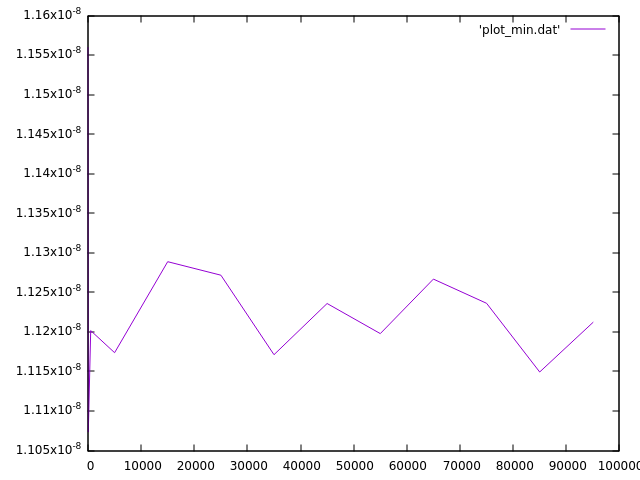 1.16x10⁻⁸
'plot_min.dat'
1.155x10⁻⁸
1.15x10⁻⁸
1.145x10⁻⁸
1.14x10⁻⁸
1.135x10⁻⁸
1.13x10⁻⁸
1.125x10⁻⁸
1.12x10⁻⁸
1.115x10⁻⁸
1.11x10⁻⁸
1.105x10⁻⁸
0 10000 20000 30000 40000 50000 60000 70000 80000 90000 100000